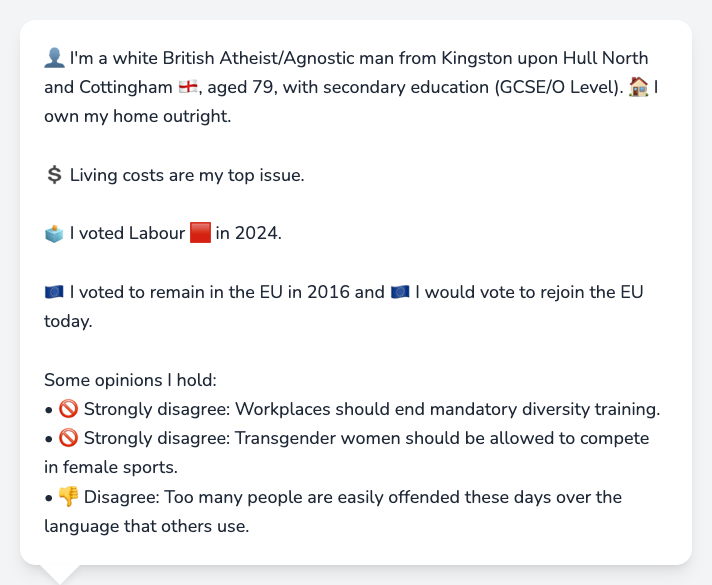 👤 I'm a white British Atheist/Agnostic man from Kingston upon Hull North
and Cottingham 🏴󠁧󠁢󠁥󠁮󠁧󠁿, aged 79, with secondary education (GCSE/O Level). 🏠 I
own my home outright.
💲 Living costs are my top issue.
🗳️ I voted Labour 🟥 in 2024.
🇪🇺 I voted to remain in the EU in 2016 and 🇪🇺 I would vote to rejoin the EU
today.
Some opinions I hold:
• 🚫 Strongly disagree: Workplaces should end mandatory diversity training.
• 🚫 Strongly disagree: Transgender women should be allowed to compete
in female sports.
• 👎 Disagree: Too many people are easily offended these days over the
language that others use.